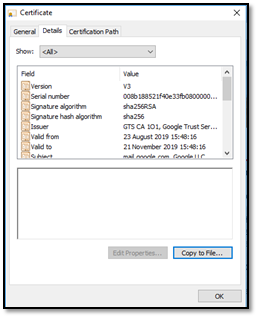 Certificate
General Details Certification Path
Show: <All>
Field Value
Version V3
Serial number 008b188521f40e33fb0800000...
Signature algorithm sha256RSA
Signature hash algorithm sha256
Issuer GTS CA 1O1, Google Trust Ser...
Valid from 23 August 2019 15:48:16
Valid to 21 November 2019 15:48:16
Subject mail.google.com, Google LLC
Edit Properties... Copy to File...
OK